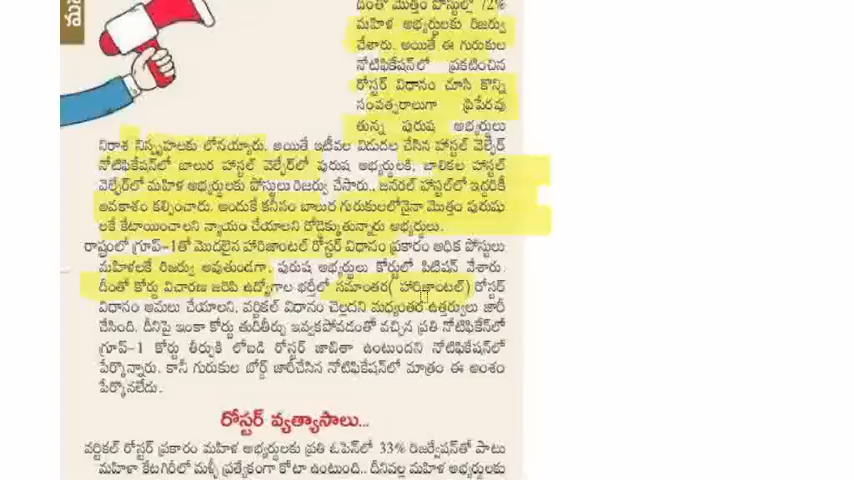 దీంతో మొత్తం పోస్టుల్లో 72%
మహిళ అభ్యర్థులకు రిజర్వు
చేశారు. అయితే ఈ గురుకుల
నోటిఫికేషన్‌లో ప్రకటించిన
రోస్టర్ విధానం చూసి కొన్ని
సంవత్సరాలుగా ప్రిపేరవు
తున్న పురుష అభ్యర్థులు
నిరాశ నిస్పృహలకు లోనయ్యారు. అయితే ఇటీవల విడుదల చేసిన హాస్టల్ వెల్ఫేర్
నోటిఫికేషన్‌లో బాలుర హాస్టల్ వెల్ఫేర్‌లో పురుష అభ్యర్థులకి, బాలికల హాస్టల్
వెల్ఫేర్‌లో మహిళ అభ్యర్థులకు పోస్టులు రిజర్వు చేసారు.. జనరల్ హాస్టల్‌లో ఇద్దరికీ
అవకాశం కల్పించారు. అందుకే కనీసం బాలుర గురుకులలలోనైనా మొత్తం పురుషు
లకే కేటాయించాలని న్యాయం చేయాలని రోడ్డెక్కుతున్నారు అభ్యర్థులు.
రాష్ట్రంలో గ్రూప్-1తో మొదలైన హారిజాంటల్ రోస్టర్ విధానం ప్రకారం అధిక పోస్టులు
మహిళలకే రిజర్వు అవుతుండగా, పురుష అభ్యర్థులు కోర్టులో పిటిషన్ వేశారు.
దీంతో కోర్టు విచారణ జరిపి ఉద్యోగాల భర్తీలో సమాంతర( హారిజాంటల్) రోస్టర్
విధానం అమలు చేయాలని, వర్టికల్ విధానం చెల్లదని మధ్యంతర ఉత్తర్వులు జారీ
చేసింది. దీనిపై ఇంకా కోర్టు తుదితీర్పు ఇవ్వకపోవడంతో వచ్చిన ప్రతి నోటిఫికేన్‌లో
గ్రూప్-1 కోర్టు తీర్పుకి లోబడి రోస్టర్ జాబితా ఉంటుందని నోటిఫికేషన్‌లో
పేర్కొన్నారు. కానీ గురుకుల బోర్డ్ జారీచేసిన నోటిఫికేషన్‌లో మాత్రం ఈ అంశం
పేర్కొనలేదు.
రోస్టర్ వ్యత్యాసాలు...
వర్టికల్ రోస్టర్ ప్రకారం మహిళ అభ్యర్థులకు ప్రతి ఓపెన్‌లో 33% రిజర్వేషన్‌తో పాటు
మహిళా కేటగిరీలో మళ్ళీ ప్రత్యేకంగా కోటా ఉంటుంది.. దీనివల్ల మహిళ అభ్యర్థులకు